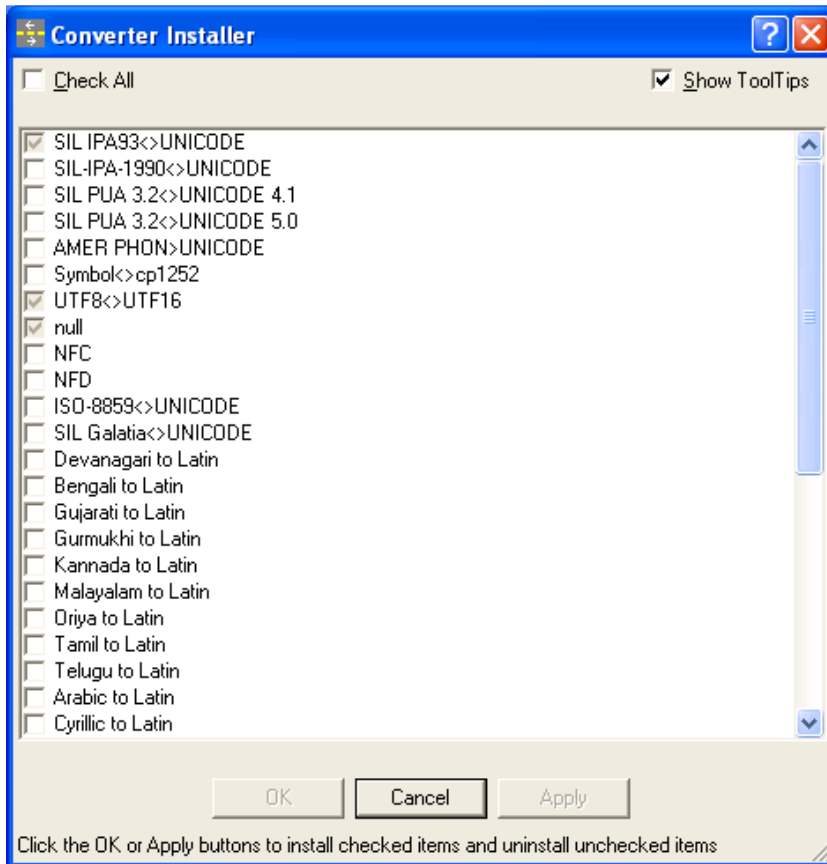 Converter Installer
Check All
Show ToolTips
SIL IPA93<>UNICODE
SIL-IPA-1990<>UNICODE
SIL PUA 3.2<>UNICODE 4.1
SIL PUA 3.2<>UNICODE 5.0
AMER PHON>UNICODE
Symbol<>cp1252
UTF8<>UTF16
null
NFC
NFD
ISO-8859<>UNICODE
SIL Galatia<>UNICODE
Devanagari to Latin
Bengali to Latin
Gujarati to Latin
Gurmukhi to Latin
Kannada to Latin
Malayalam to Latin
Oriya to Latin
Tamil to Latin
Telugu to Latin
Arabic to Latin
Cyrillic to Latin
OK Cancel Apply
Click the OK or Apply buttons to install checked items and uninstall unchecked items